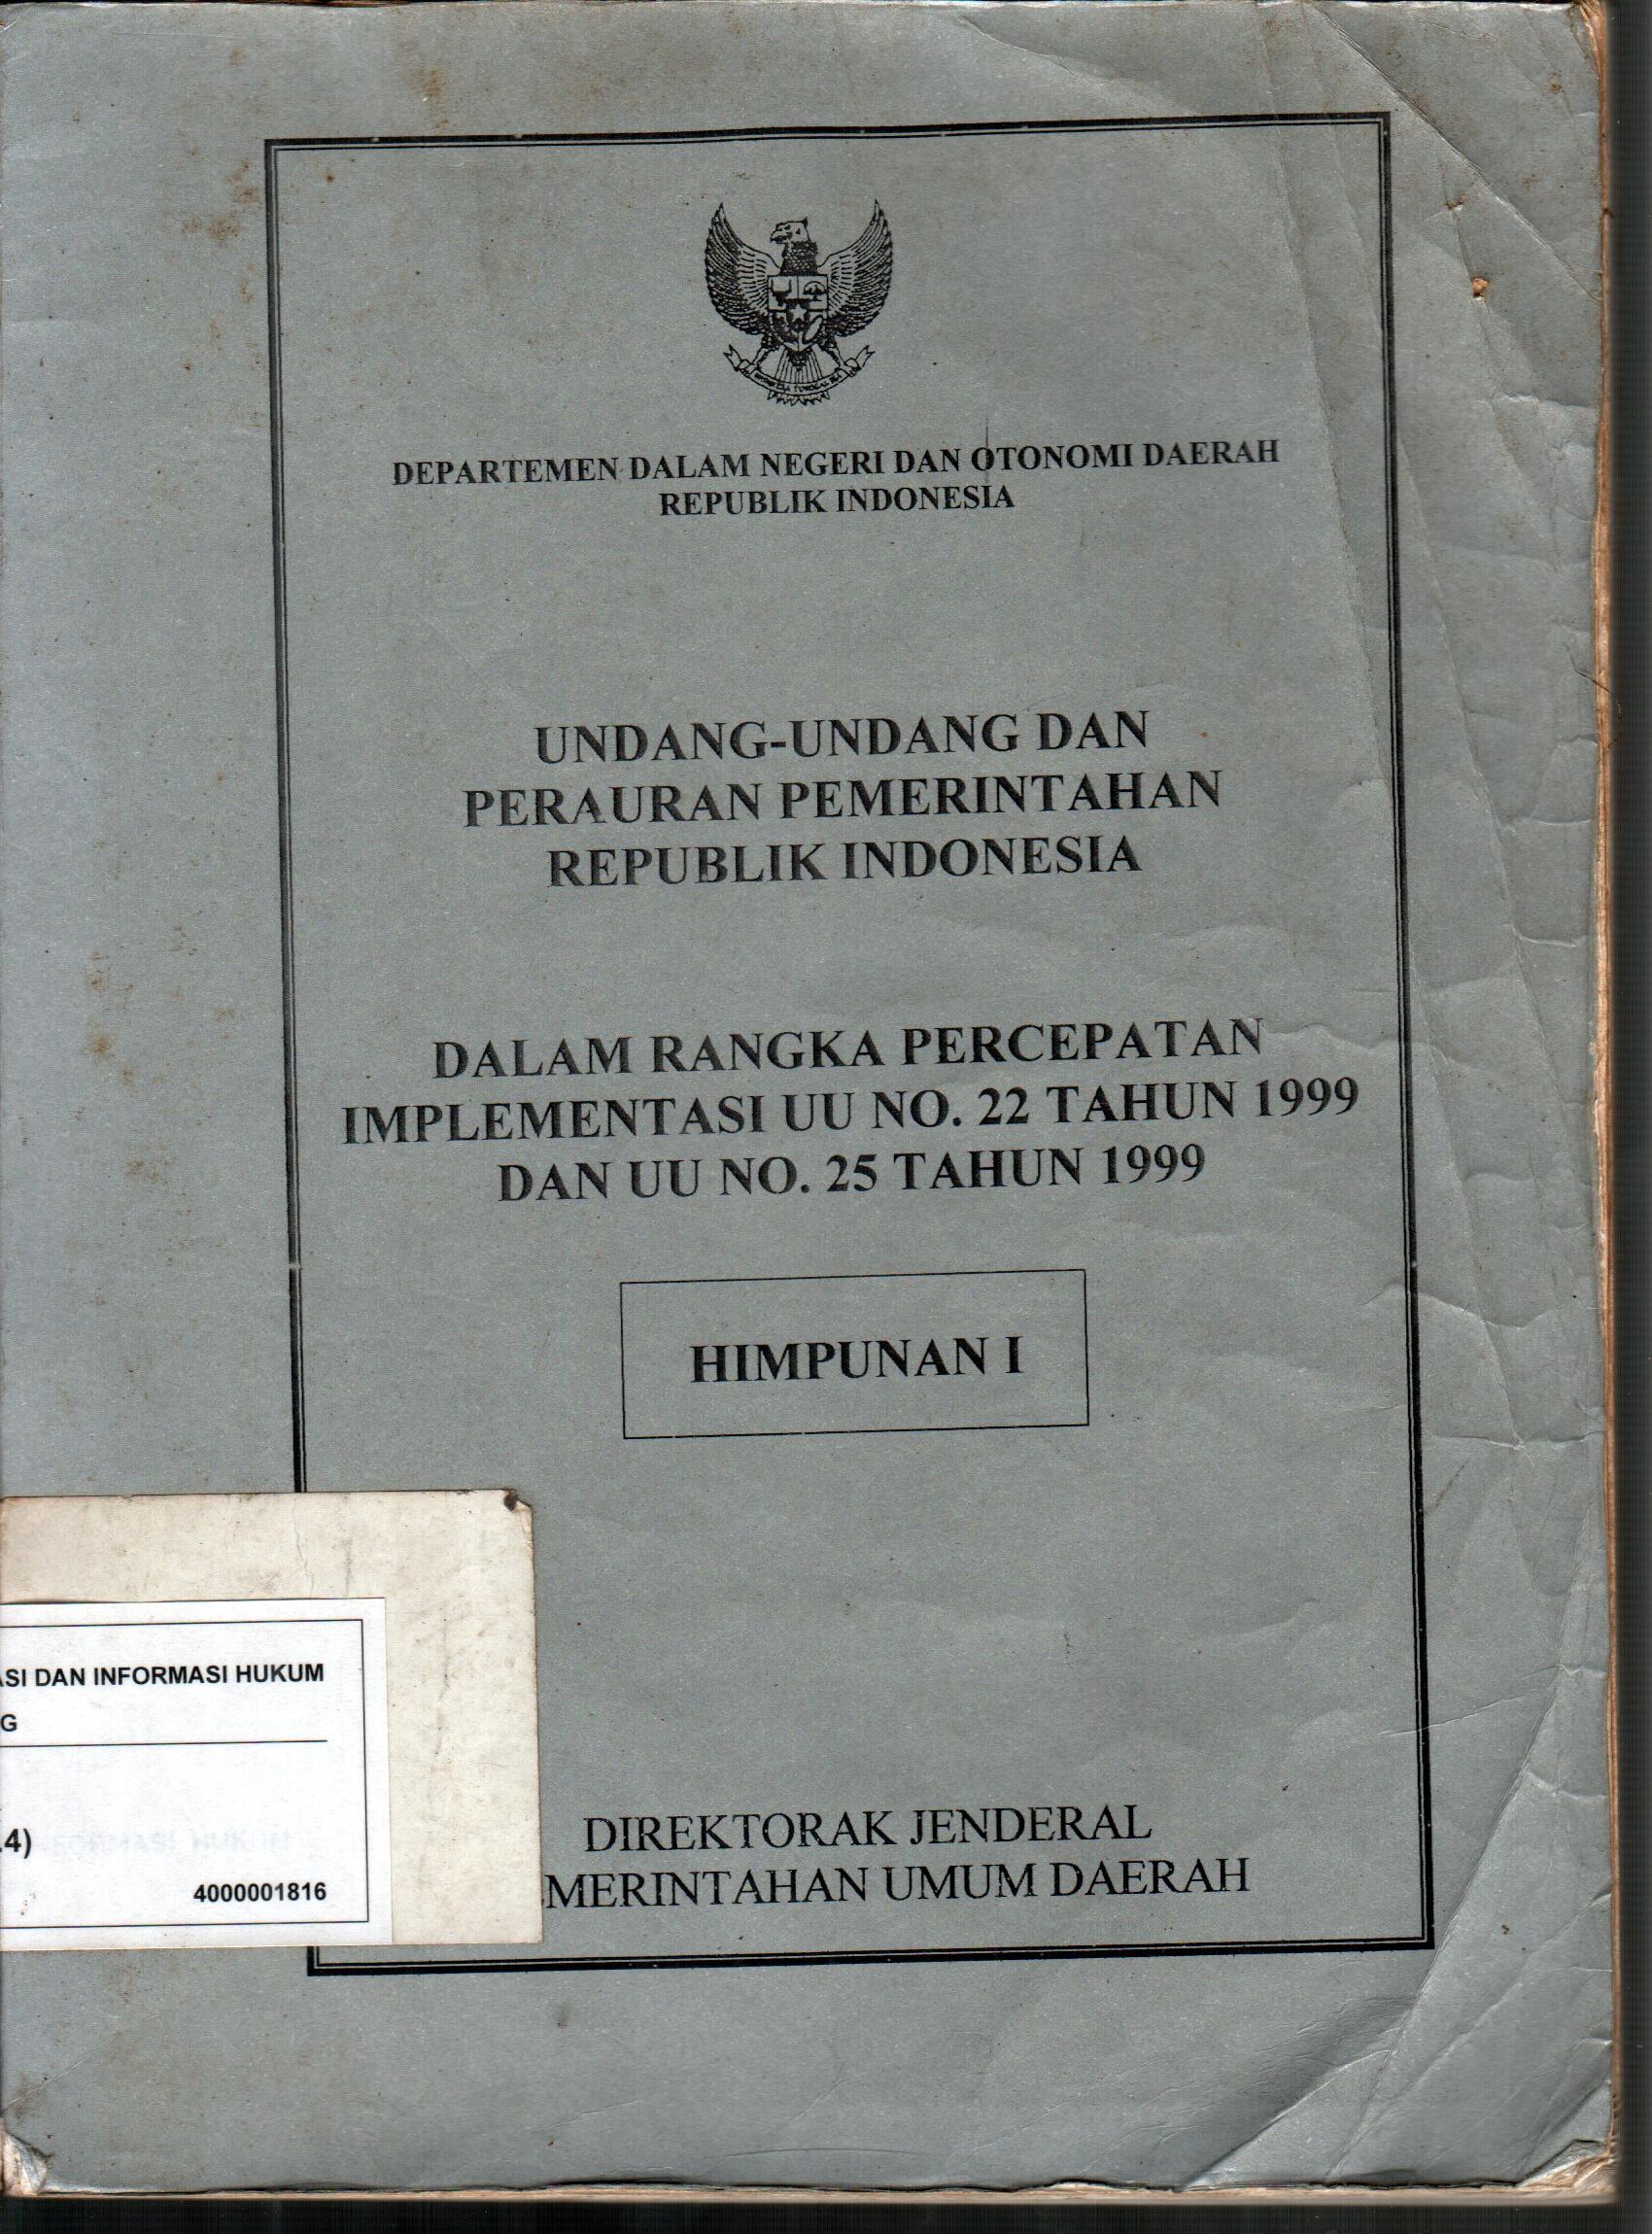 DEPARTEMEN DALAM NEGERI DAN OTONOMI DAERAH
REPUBLIK INDONESIA
UNDANG-UNDANG DAN
PERAURAN PEMERINTAHAN
REPUBLIK INDONESIA
DALAM RANGKA PERCEPATAN
IMPLEMENTASI UU NO. 22 TAHUN 1999
DAN UU NO. 25 TAHUN 1999
HIMPUNAN I
ASI DAN INFORMASI HUKUM
G
.4)
4000001816
DIREKTORAK JENDERAL
EMERINTAHAN UMUM DAERAH